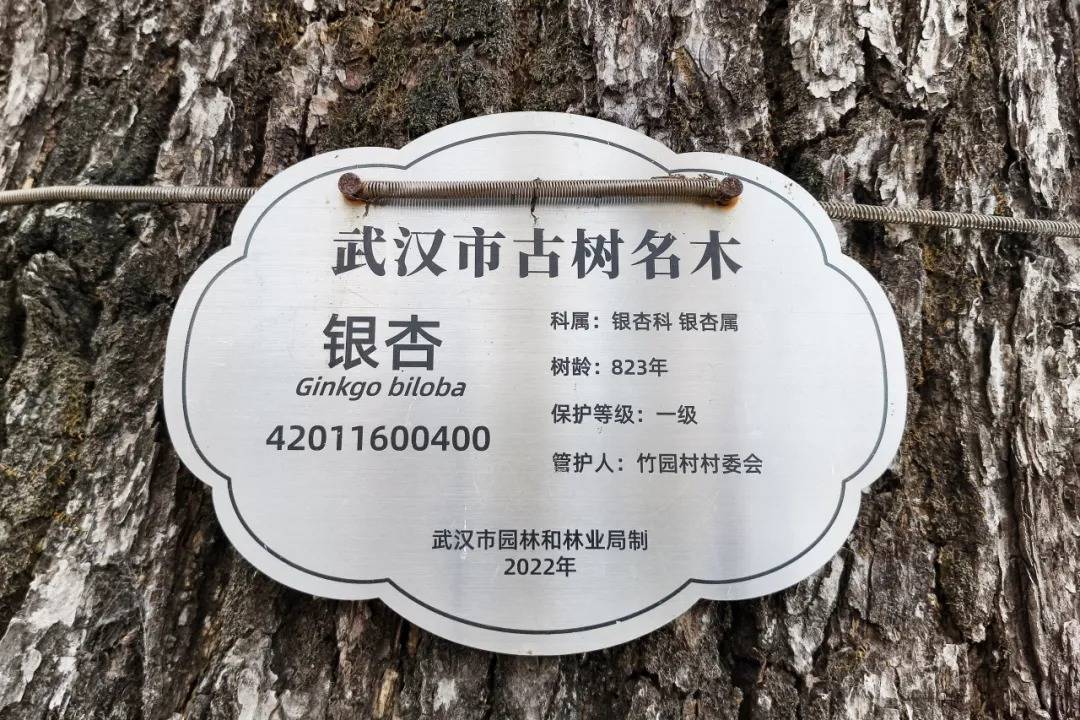 武汉市古树名木
银杏
Ginkgo biloba
42011600400
科属：银杏科 银杏属
树龄：823年
保护等级：一级
管护人：竹园村村委会
武汉市园林和林业局制
2022年